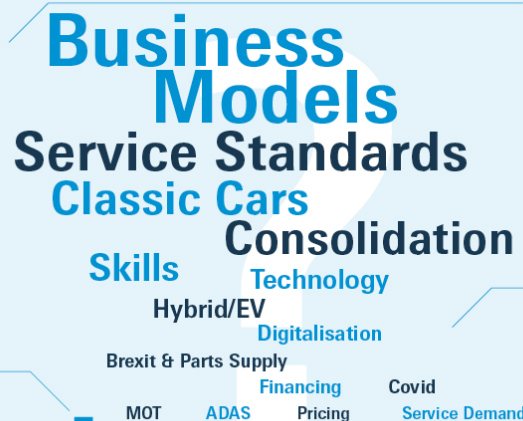 Business
Models
Service Standards
Classic Cars
Consolidation
Skills
Technology
Hybrid/EV
Digitalisation
Brexit & Parts Supply
Financing Covid
MOT ADAS Pricing Service Demand